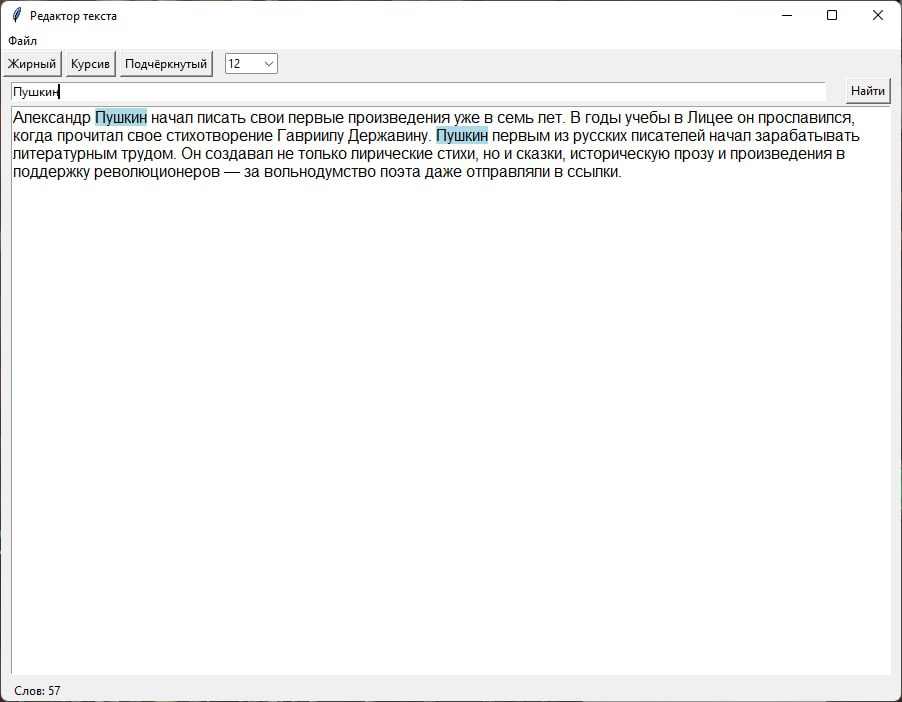 Редактор текста
Файл
Жирный Курсив Подчёркнутый 12
Пушкин Найти
Александр Пушкин начал писать свои первые произведения уже в семь лет. В годы учебы в Лицее он прославился,
когда прочитал свое стихотворение Гавриилу Державину. Пушкин первым из русских писателей начал зарабатывать
литературным трудом. Он создавал не только лирические стихи, но и сказки, историческую прозу и произведения в
поддержку революционеров — за вольнодумство поэта даже отправляли в ссылки.
Слов: 57